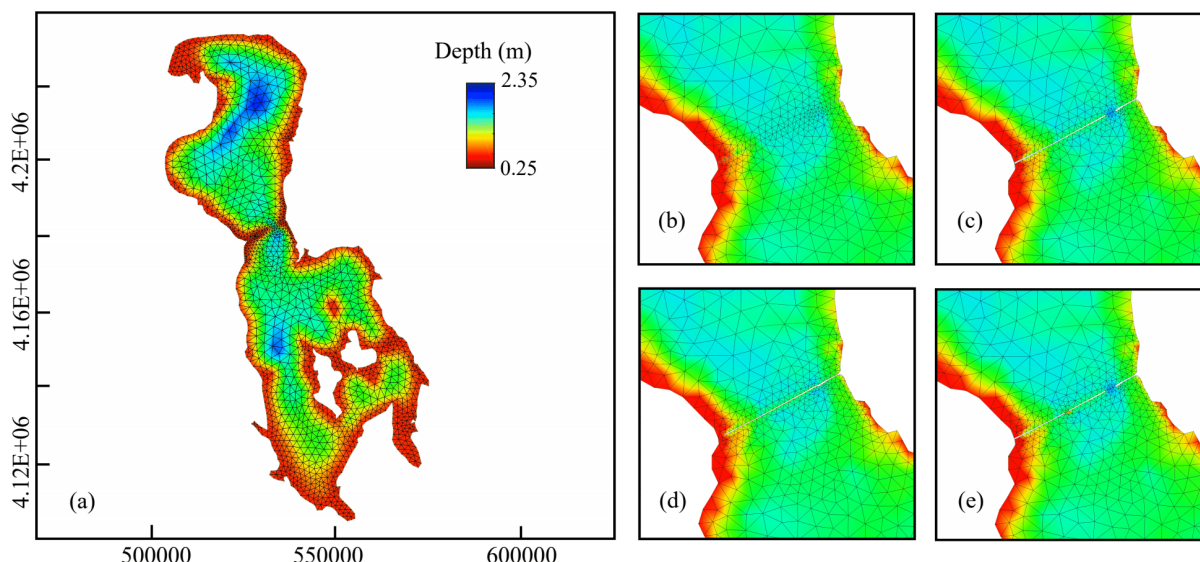 Depth (m)
2.35
0.25
4.2E+06
4.16E+06
4.12E+06
(a)
500000
550000
600000
(b)
(c)
(d)
(e)